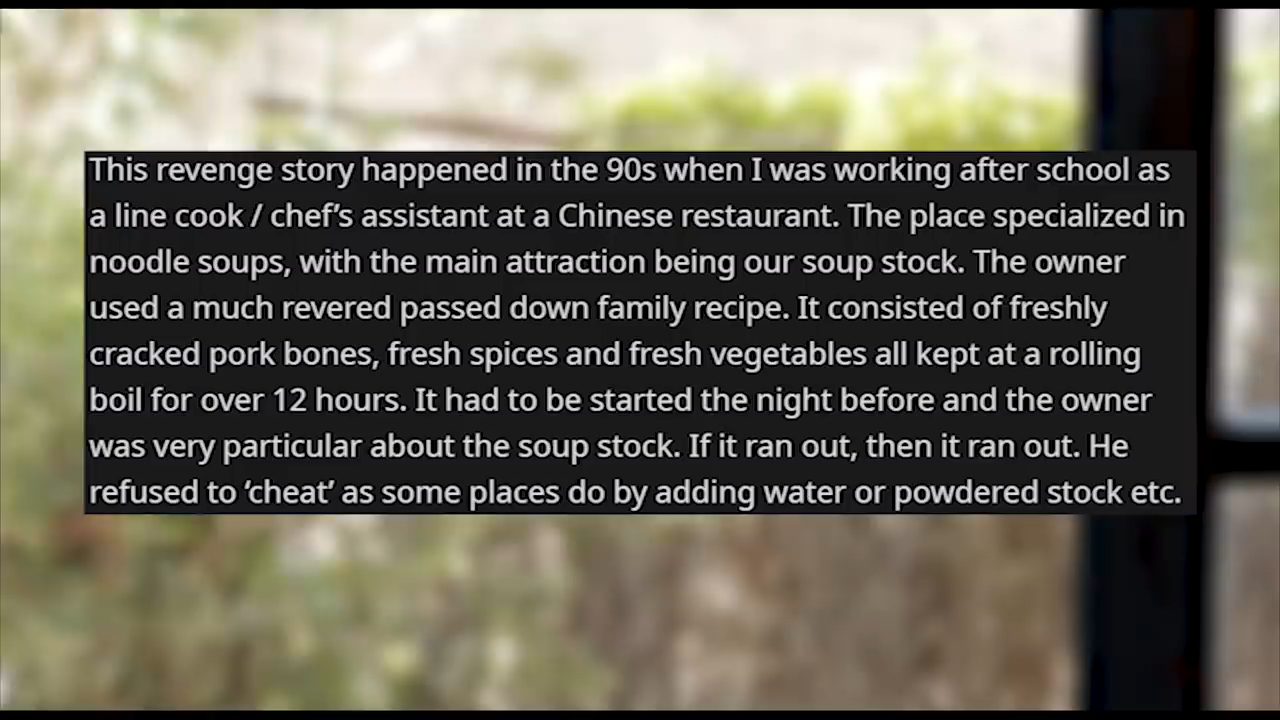 This revenge story happened in the 90s when I was working after school as
a line cook / chef's assistant at a Chinese restaurant. The place specialized in
noodle soups, with the main attraction being our soup stock. The owner
used a much revered passed down family recipe. It consisted of freshly
cracked pork bones, fresh spices and fresh vegetables all kept at a rolling
boil for over 12 hours. It had to be started the night before and the owner
was very particular about the soup stock. If it ran out, then it ran out. He
refused to ‘cheat’ as some places do by adding water or powdered stock etc.